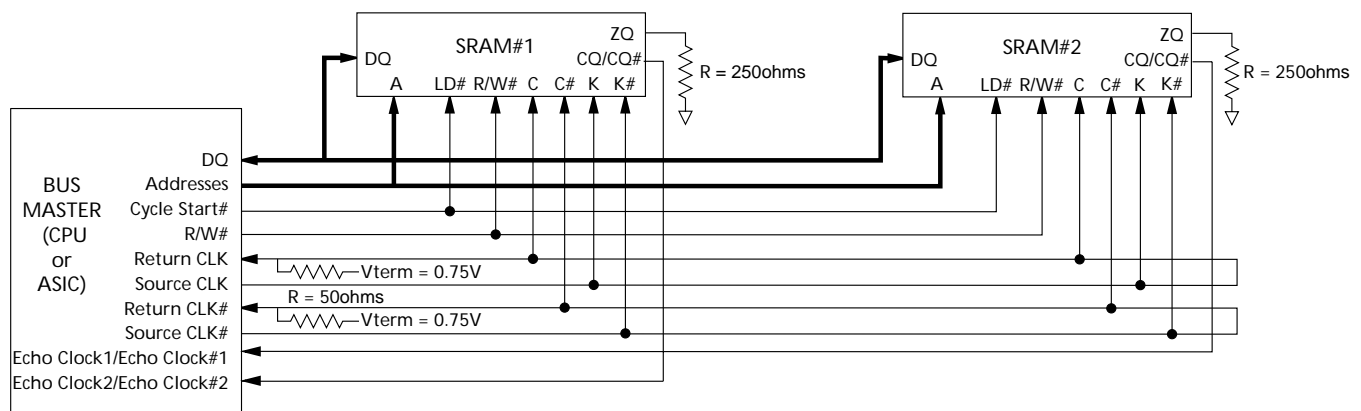 SRAM#1
ZQ
CQ/CQ#
DQ
A
LD#
R/W#
C
C#
K
K#
R = 250ohms
SRAM#2
ZQ
CQ/CQ#
DQ
A
LD#
R/W#
C
C#
K
K#
R = 250ohms
BUS
MASTER
(CPU
or
ASIC)
DQ
Addresses
Cycle Start#
R/W#
Return CLK
Vterm = 0.75V
Source CLK
R = 50ohms
Return CLK#
Vterm = 0.75V
Source CLK#
Echo Clock1/Echo Clock#1
Echo Clock2/Echo Clock#2